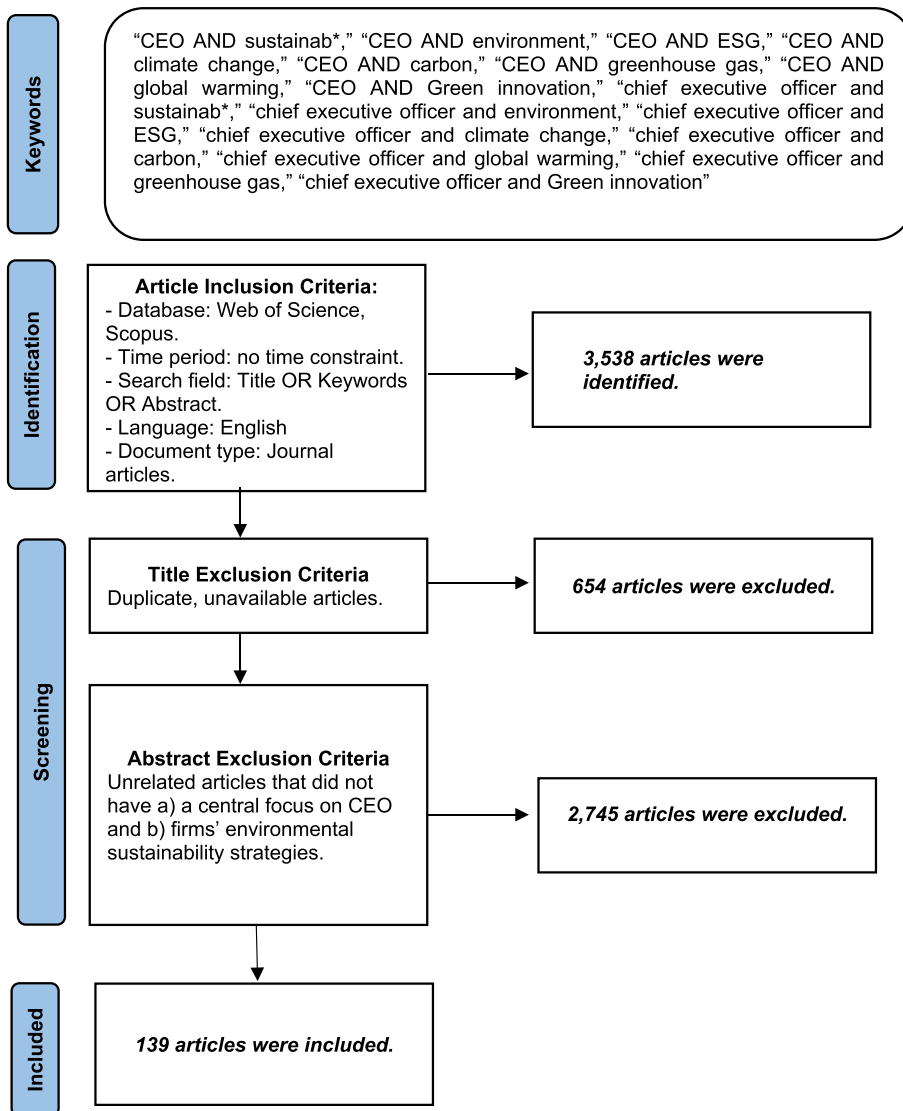 Keywords
“CEO AND sustainab*,” “CEO AND environment,” “CEO AND ESG,” “CEO AND
climate change,” “CEO AND carbon,” “CEO AND greenhouse gas,” “CEO AND
global warming,” “CEO AND Green innovation,” “chief executive officer and
sustainab*,” “chief executive officer and environment,” “chief executive officer and
ESG,” “chief executive officer and climate change,” “chief executive officer and
carbon,” “chief executive officer and global warming,” “chief executive officer and
greenhouse gas,” “chief executive officer and Green innovation”
Identification
Article Inclusion Criteria:
- Database: Web of Science,
Scopus.
- Time period: no time constraint.
- Search field: Title OR Keywords
OR Abstract.
- Language: English
- Document type: Journal
articles.
3,538 articles were
identified.
Screening
Title Exclusion Criteria
Duplicate, unavailable articles.
654 articles were excluded.
Abstract Exclusion Criteria
Unrelated articles that did not
have a) a central focus on CEO
and b) firms’ environmental
sustainability strategies.
2,745 articles were excluded.
Included
139 articles were included.